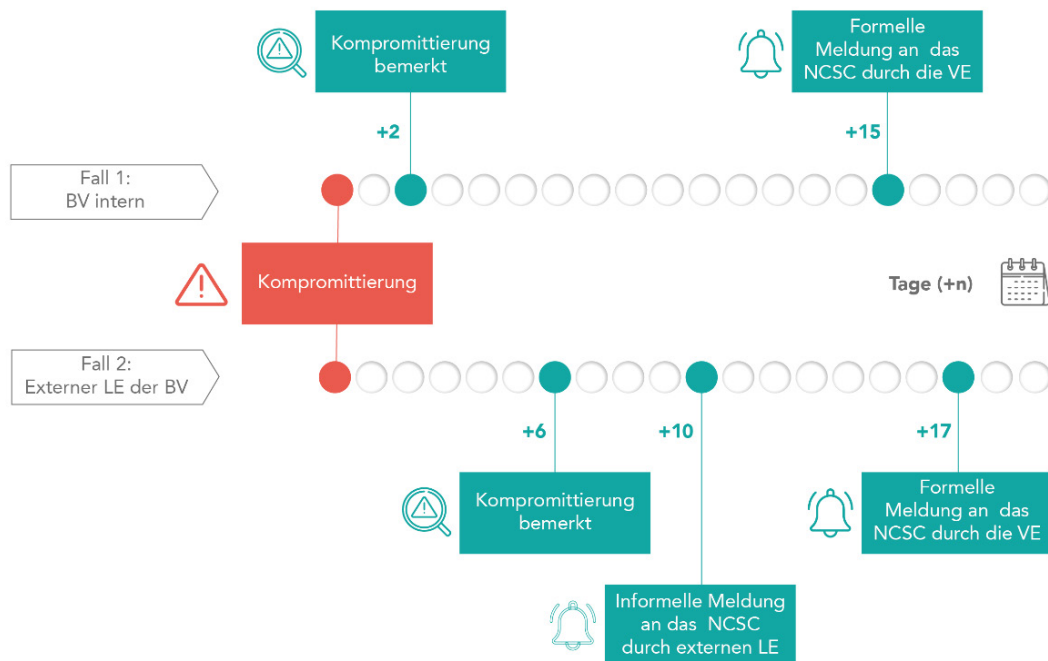 Kompromittierung
bemerkt
Formelle
Meldung an das
NCSC durch die VE
+2
+15
Fall 1:
BV intern
Kompromittierung
Tage (+n)
Fall 2:
Externer LE der BV
+6
+10
+17
Kompromittierung
bemerkt
Formelle
Meldung an das
NCSC durch die VE
Informelle Meldung
an das NCSC
durch externen LE